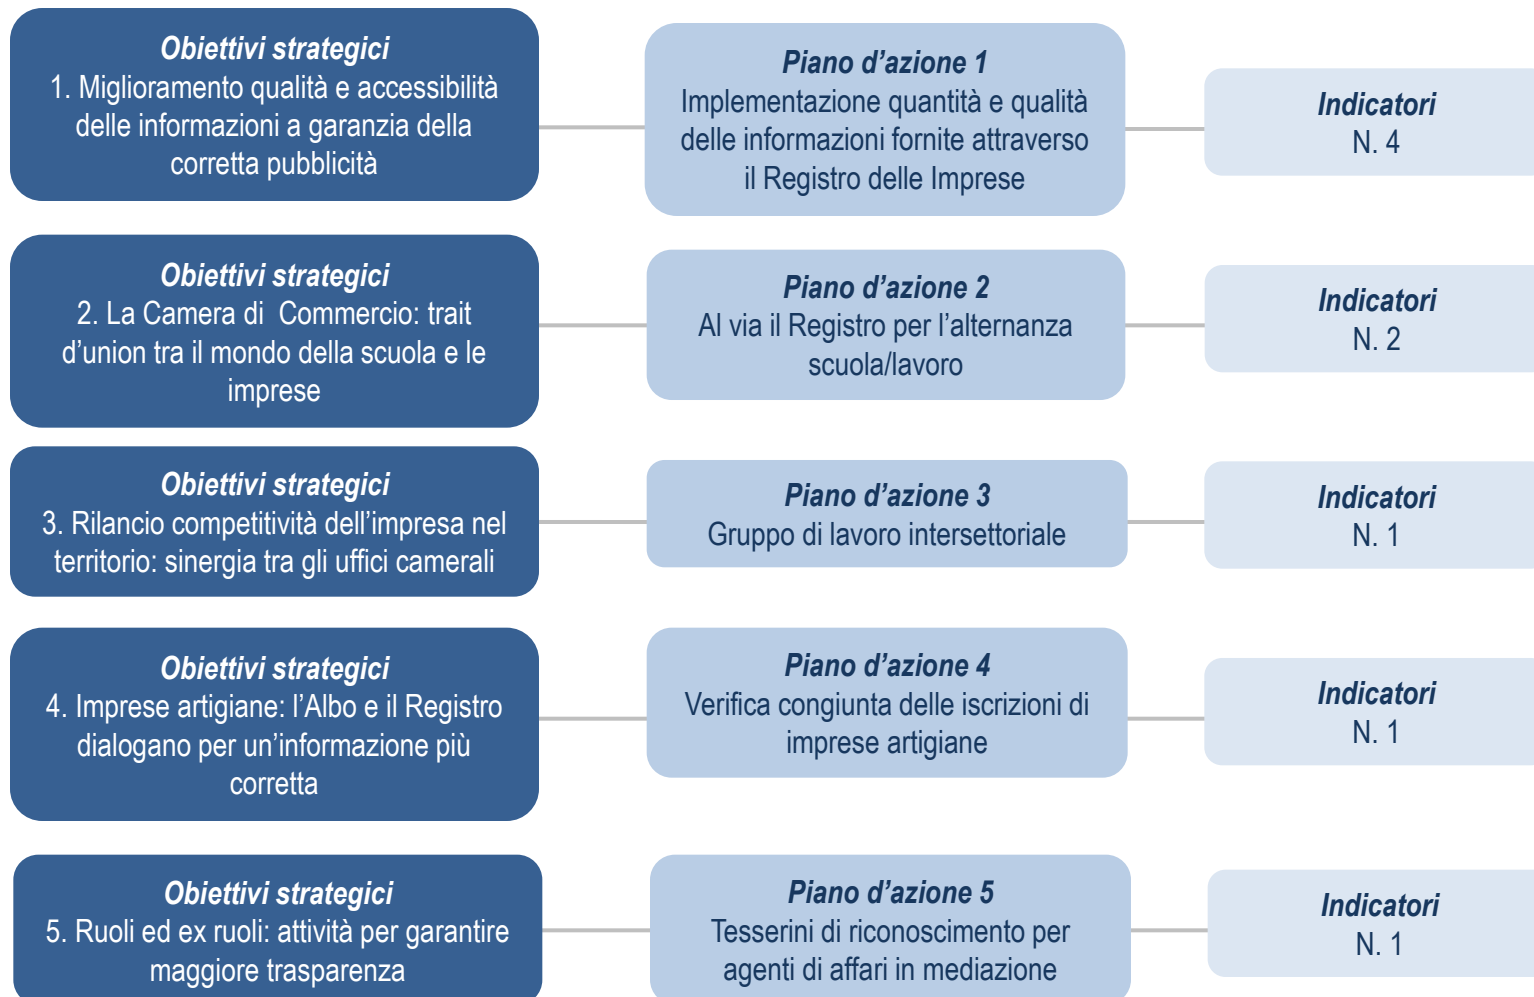 Obiettivi strategici
1. Miglioramento qualità e accessibilità
delle informazioni a garanzia della
corretta pubblicità
Piano d’azione 1
Implementazione quantità e qualità
delle informazioni fornite attraverso
il Registro delle Imprese
Indicatori
N. 4
Obiettivi strategici
2. La Camera di  Commercio: trait
d’union tra il mondo della scuola e le
imprese
Piano d’azione 2
Al via il Registro per l’alternanza
scuola/lavoro
Indicatori
N. 2
Obiettivi strategici
3. Rilancio competitività dell’impresa nel
territorio: sinergia tra gli uffici camerali
Piano d’azione 3
Gruppo di lavoro intersettoriale
Indicatori
N. 1
Obiettivi strategici
4. Imprese artigiane: l’Albo e il Registro
dialogano per un’informazione più
corretta
Piano d’azione 4
Verifica congiunta delle iscrizioni di
imprese artigiane
Indicatori
N. 1
Obiettivi strategici
5. Ruoli ed ex ruoli: attività per garantire
maggiore trasparenza
Piano d’azione 5
Tesserini di riconoscimento per
agenti di affari in mediazione
Indicatori
N. 1